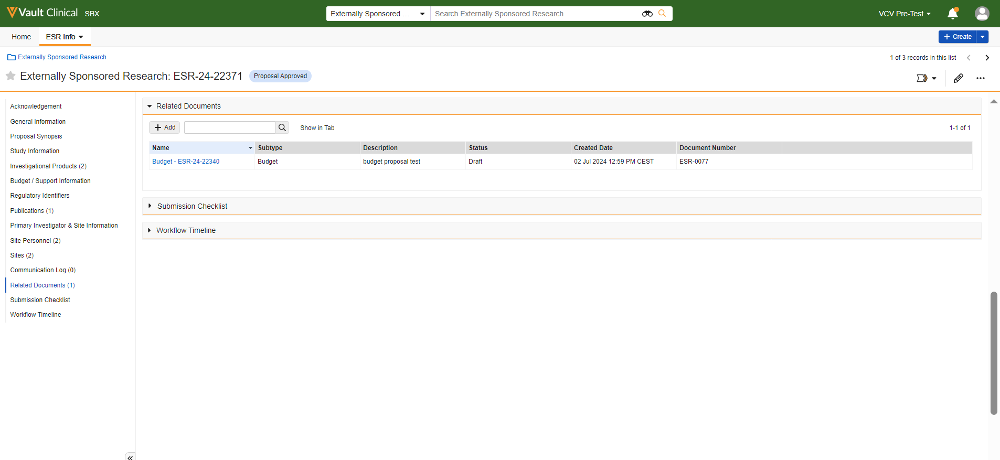 Vault Clinical SBX
Externally Sponsored ...
Search Externally Sponsored Research
VCV Pre-Test
Home
ESR Info
+ Create
Externally Sponsored Research
1 of 3 records in this list
Externally Sponsored Research: ESR-24-22371
Proposal Approved
Acknowledgement
General Information
Proposal Synopsis
Study Information
Investigational Products (2)
Budget / Support Information
Regulatory Identifiers
Publications (1)
Primary Investigator & Site Information
Site Personnel (2)
Sites (2)
Communication Log (0)
Related Documents (1)
Submission Checklist
Workflow Timeline
Related Documents
+ Add
Show in Tab
1-1 of 1
Name Subtype Description Status Created Date Document Number
Budget - ESR-24-22340 Budget budget proposal test Draft 02 Jul 2024 12:59 PM CEST ESR-0077
Submission Checklist
Workflow Timeline